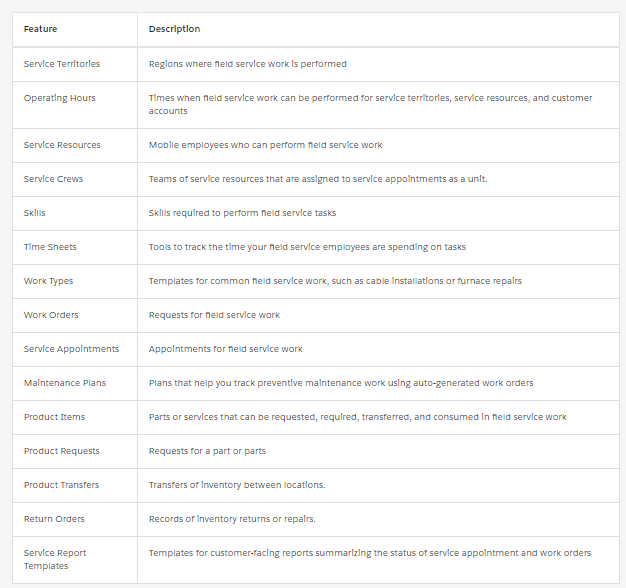 Feature Description
Service Territories Regions where field service work is performed
Operating Hours Times when field service work can be performed for service territories, service resources, and customer
accounts
Service Resources Mobile employees who can perform field service work
Service Crews Teams of service resources that are assigned to service appointments as a unit.
Skills Skills required to perform field service tasks
Time Sheets Tools to track the time your field service employees are spending on tasks
Work Types Templates for common field service work, such as cable installations or furnace repairs
Work Orders Requests for field service work
Service Appointments Appointments for field service work
Maintenance Plans Plans that help you track preventive maintenance work using auto-generated work orders
Product Items Parts or services that can be requested, required, transferred, and consumed in field service work
Product Requests Requests for a part or parts
Product Transfers Transfers of inventory between locations.
Return Orders Records of inventory returns or repairs.
Service Report Templates for customer-facing reports summarizing the status of service appointment and work orders
Templates